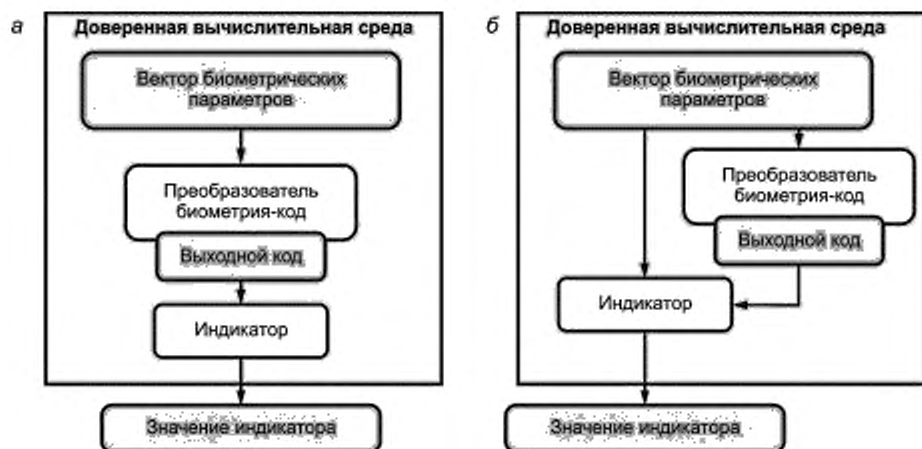 а
Доверенная вычислительная среда
Вектор биометрических
параметров
Преобразователь
биометрия-код
Выходной код
Индикатор
Значение индикатора
б
Доверенная вычислительная среда
Вектор биометрических
параметров
Преобразователь
биометрия-код
Выходной код
Индикатор
Значение индикатора